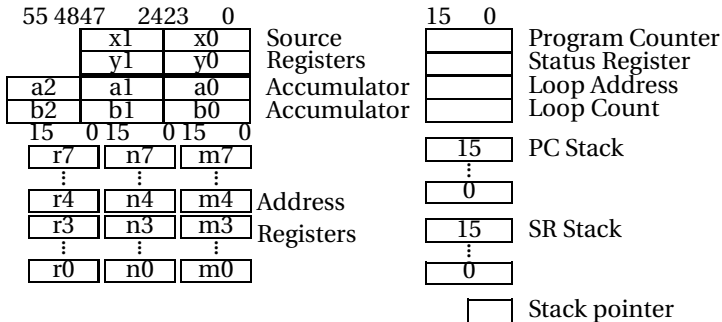 55 4847 2423 0
x1 x0 Source
y1 y0 Registers
a2 a1 a0 Accumulator
b2 b1 b0 Accumulator
15 0 15 0 15 0
r7 n7 m7
r4 n4 m4 Address
r3 n3 m3 Registers
r0 n0 m0
15 0
Program Counter
Status Register
Loop Address
Loop Count
15 PC Stack
0
15 SR Stack
0
Stack pointer